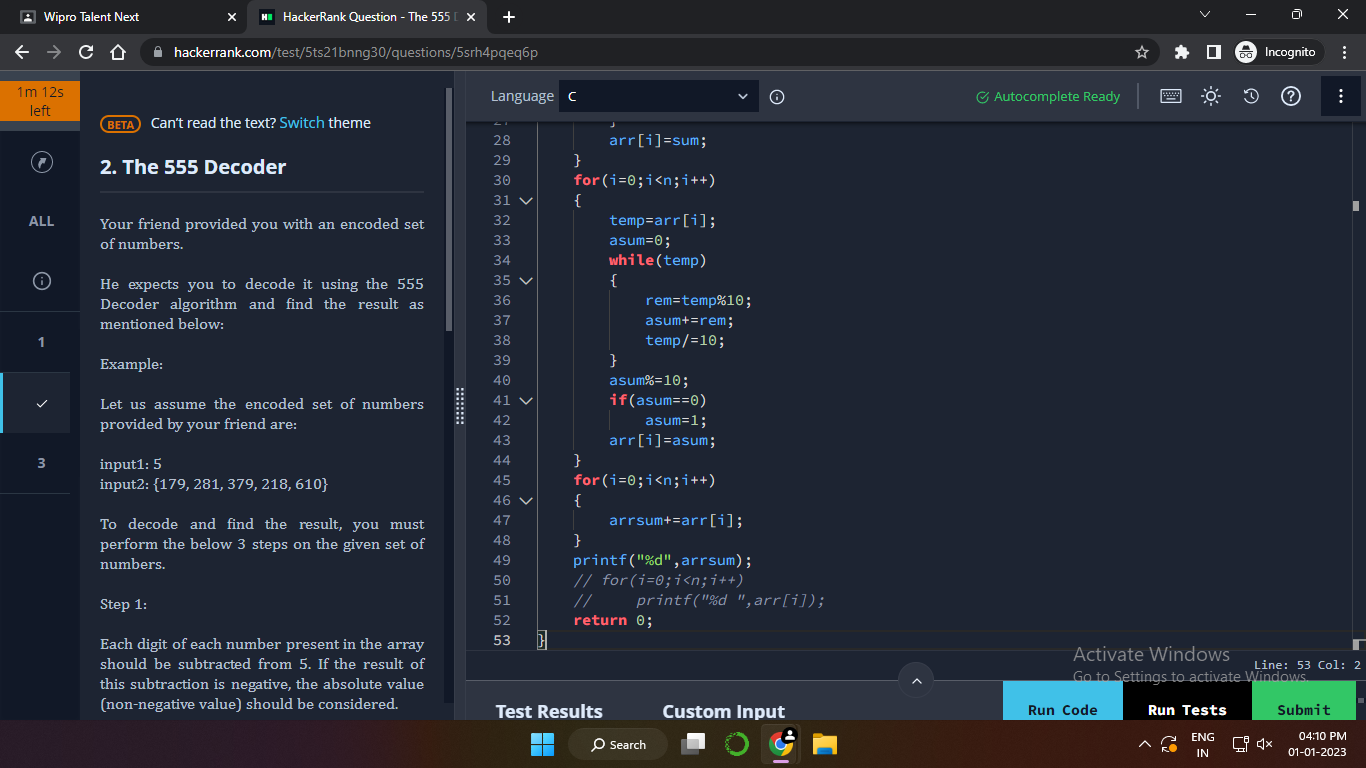 Wipro Talent Next
HackerRank Question - The 555 D
hackerrank.com/test/5ts21bnng30/questions/5srh4pqeq6p
Incognito
1m 12s
left
ALL
1
3
BETA Can't read the text? Switch theme
2. The 555 Decoder
Your friend provided you with an encoded set
of numbers.
He expects you to decode it using the 555
Decoder algorithm and find the result as
mentioned below:
Example:
Let us assume the encoded set of numbers
provided by your friend are:
input1: 5
input2: {179, 281, 379, 218, 610}
To decode and find the result, you must
perform the below 3 steps on the given set of
numbers.
Step 1:
Each digit of each number present in the array
should be subtracted from 5. If the result of
this subtraction is negative, the absolute value
(non-negative value) should be considered.
Language C
Autocomplete Ready
27 }
28 arr[i]=sum;
29 }
30 for(i=0;i<n;i++)
31 {
32 temp=arr[i];
33 asum=0;
34 while(temp)
35 {
36 rem=temp%10;
37 asum+=rem;
38 temp/=10;
39 }
40 asum%=10;
41 if(asum==0)
42 asum=1;
43 arr[i]=asum;
44 }
45 for(i=0;i<n;i++)
46 {
47 arrsum+=arr[i];
48 }
49 printf("%d",arrsum);
50 // for(i=0;i<n;i++)
51 // printf("%d ",arr[i]);
52 return 0;
53 }
Activate Windows
Go to Settings to activate Windows.
Line: 53 Col: 2
Test Results
Custom Input
Run Code
Run Tests
Submit
Search
ENG
IN
04:10 PM
01-01-2023